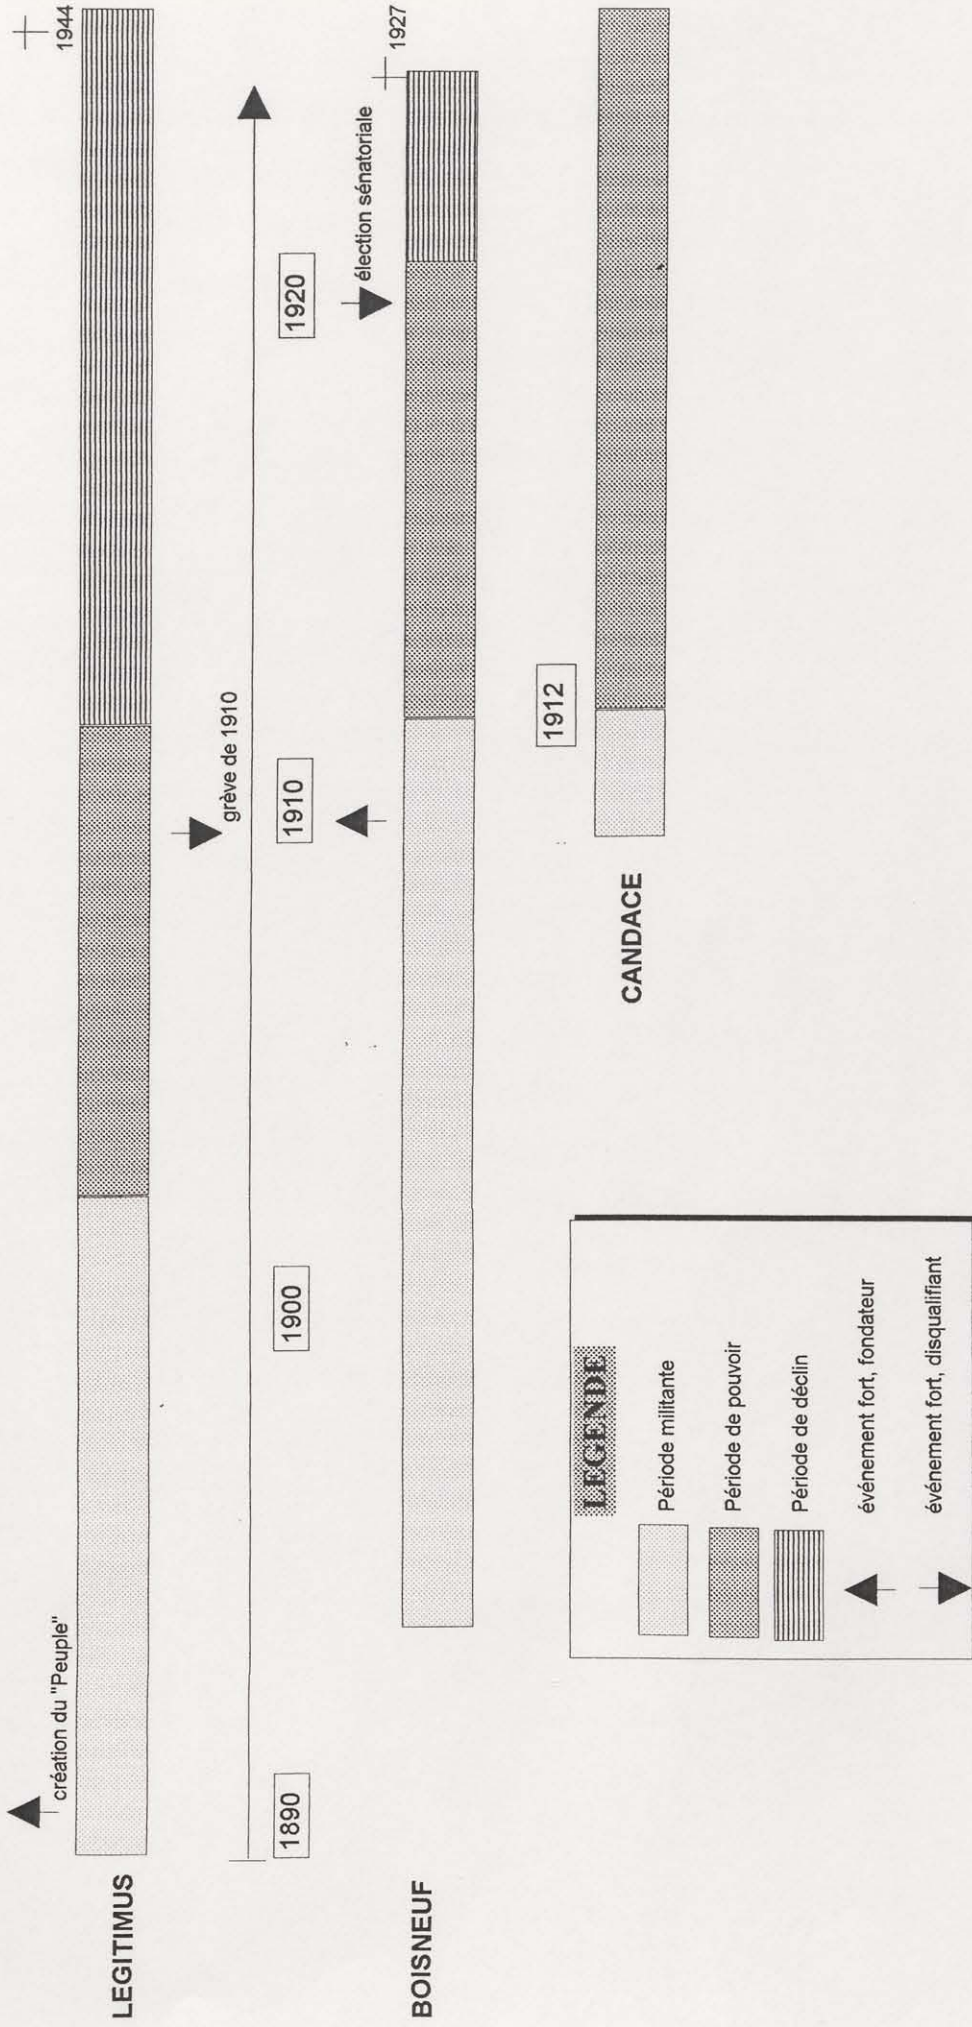 création du "Peuple"
1944
LEGITIMUS
grève de 1910
1890
1900
1910
1920
élection sénatoriale
1927
BOISNEUF
1912
CANDACE
LEGENDE
Période militante
Période de pouvoir
Période de déclin
événement fort, fondateur
événement fort, disqualifiant